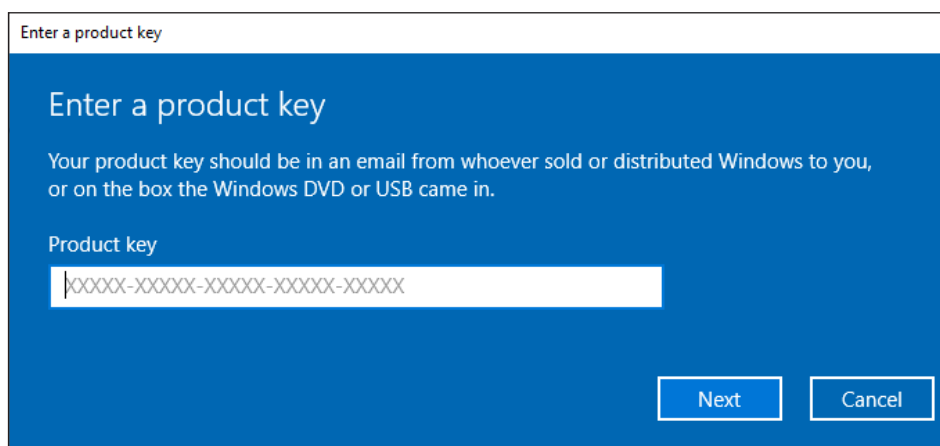 Enter a product key
Enter a product key
Your product key should be in an email from whoever sold or distributed Windows to you,
or on the box the Windows DVD or USB came in.
Product key
XXXXX-XXXXX-XXXXX-XXXXX-XXXXX
Next
Cancel